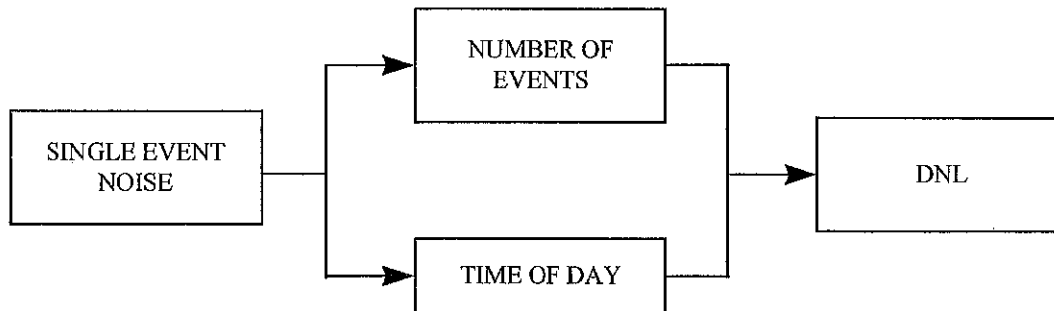 SINGLE EVENT
NOISE
NUMBER OF
EVENTS
TIME OF DAY
DNL